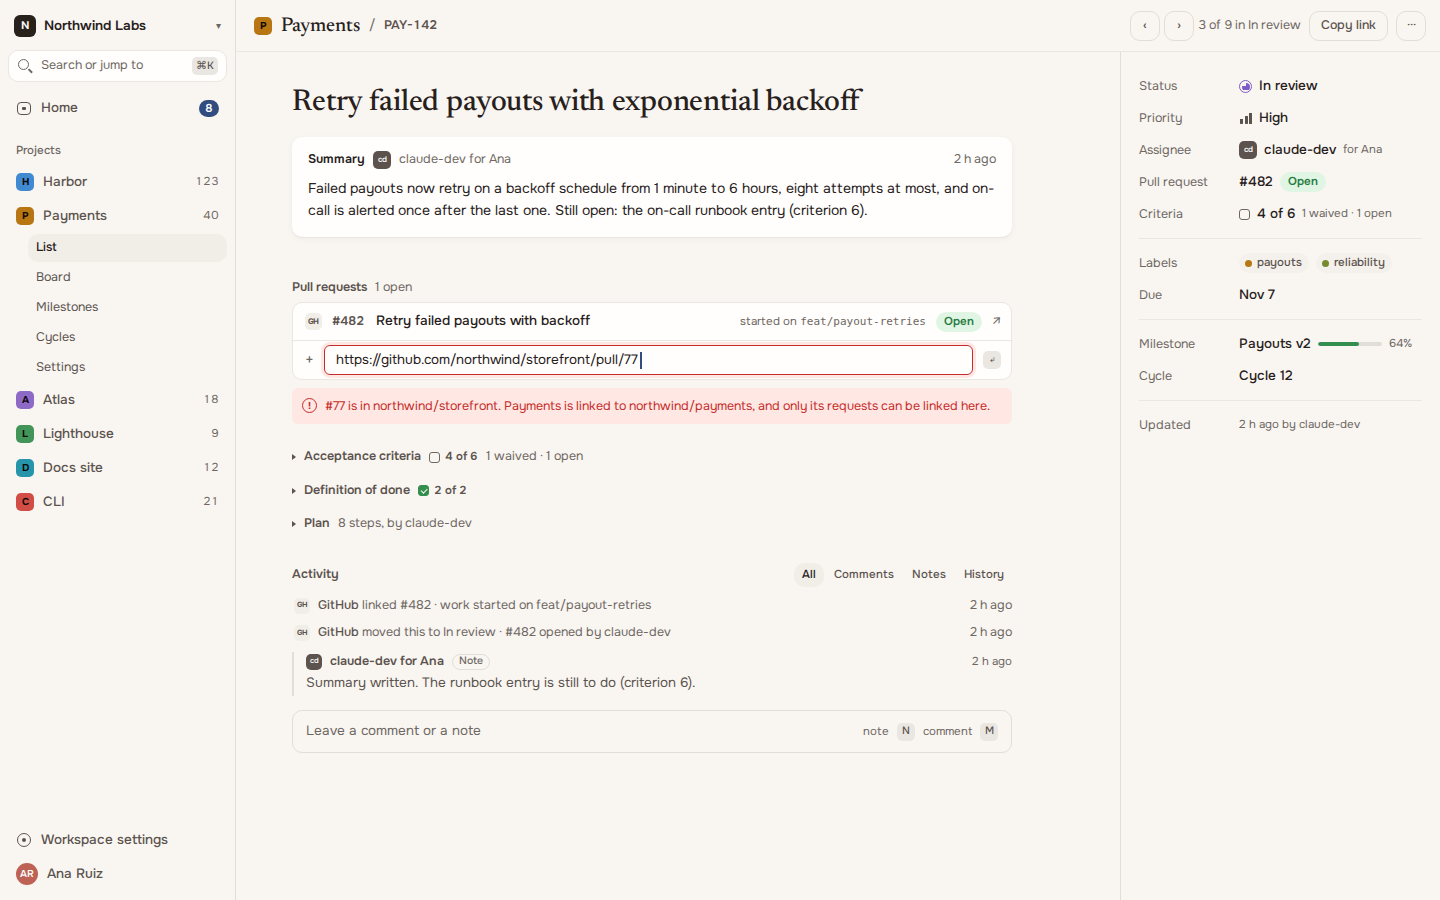 N Northwind Labs
Search or jump to ⌘K
Home 8
Projects
H Harbor 123
P Payments 40
List
Board
Milestones
Cycles
Settings
A Atlas 18
L Lighthouse 9
D Docs site 12
C CLI 21
Workspace settings
AR Ana Ruiz
P Payments / PAY-142
‹ › 3 of 9 in In review Copy link ···
Retry failed payouts with exponential backoff
Summary cd claude-dev for Ana 2 h ago
Failed payouts now retry on a backoff schedule from 1 minute to 6 hours, eight attempts at most, and on-
call is alerted once after the last one. Still open: the on-call runbook entry (criterion 6).
Pull requests 1 open
GH #482 Retry failed payouts with backoff started on feat/payout-retries Open ↗
+ https://github.com/northwind/storefront/pull/77 ↲
! #77 is in northwind/storefront. Payments is linked to northwind/payments, and only its requests can be linked here.
Acceptance criteria 4 of 6 1 waived · 1 open
Definition of done 2 of 2
Plan 8 steps, by claude-dev
Activity All Comments Notes History
GH GitHub linked #482 · work started on feat/payout-retries 2 h ago
GH GitHub moved this to In review · #482 opened by claude-dev 2 h ago
cd claude-dev for Ana Note 2 h ago
Summary written. The runbook entry is still to do (criterion 6).
Leave a comment or a note note N comment M
Status In review
Priority High
Assignee cd claude-dev for Ana
Pull request #482 Open
Criteria 4 of 6 1 waived · 1 open
Labels payouts reliability
Due Nov 7
Milestone Payouts v2 64%
Cycle Cycle 12
Updated 2 h ago by claude-dev